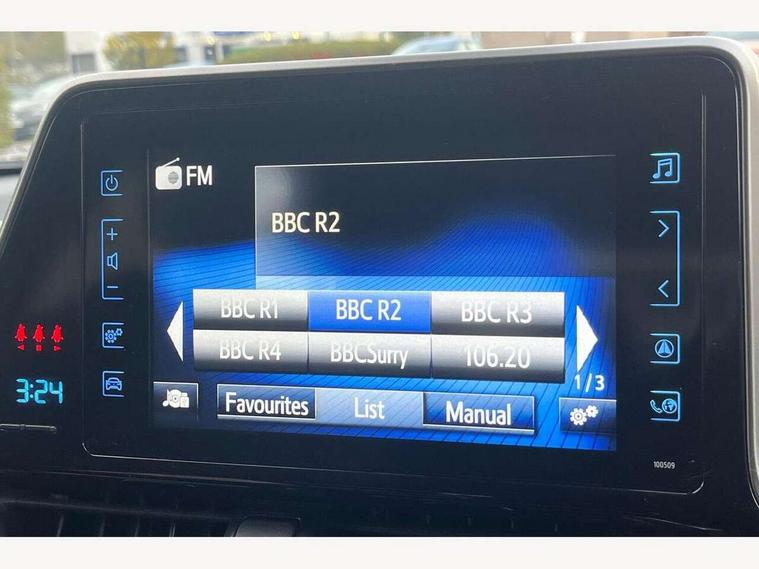 FM
BBC R2
BBC R1 BBC R2 BBC R3
BBC R4 BBCSurry 106.20
1/3
Favourites List Manual
3:24
100509